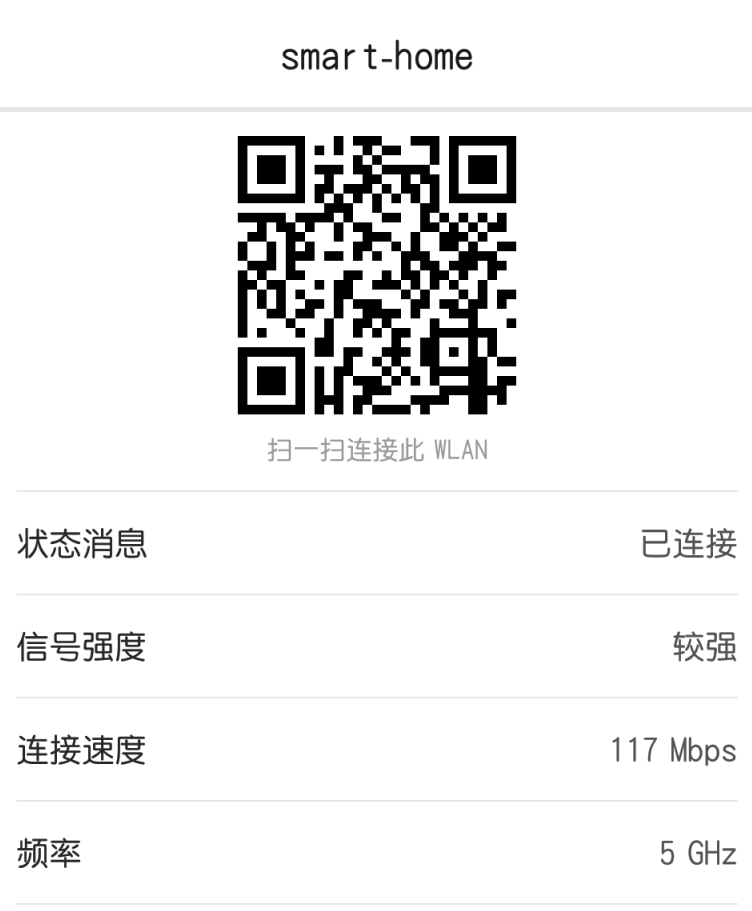 smart-home
扫一扫连接此 WLAN
状态消息 已连接
信号强度 较强
连接速度 117 Mbps
频率 5 GHz